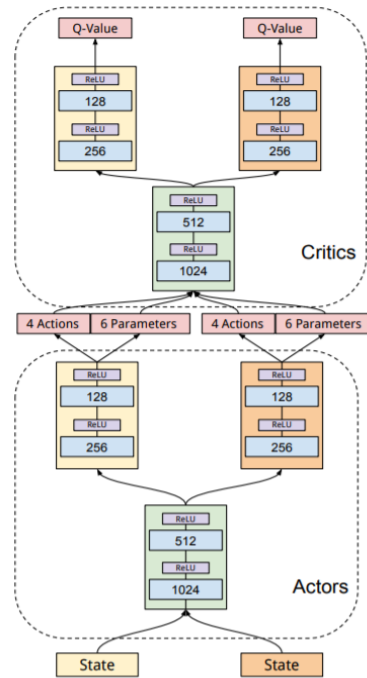 Q-Value Q-Value
ReLU ReLU
128 128
ReLU ReLU
256 256
ReLU
512
ReLU
1024
Critics
4 Actions 6 Parameters 4 Actions 6 Parameters
ReLU ReLU
128 128
ReLU ReLU
256 256
ReLU
512
ReLU
1024
Actors
State State